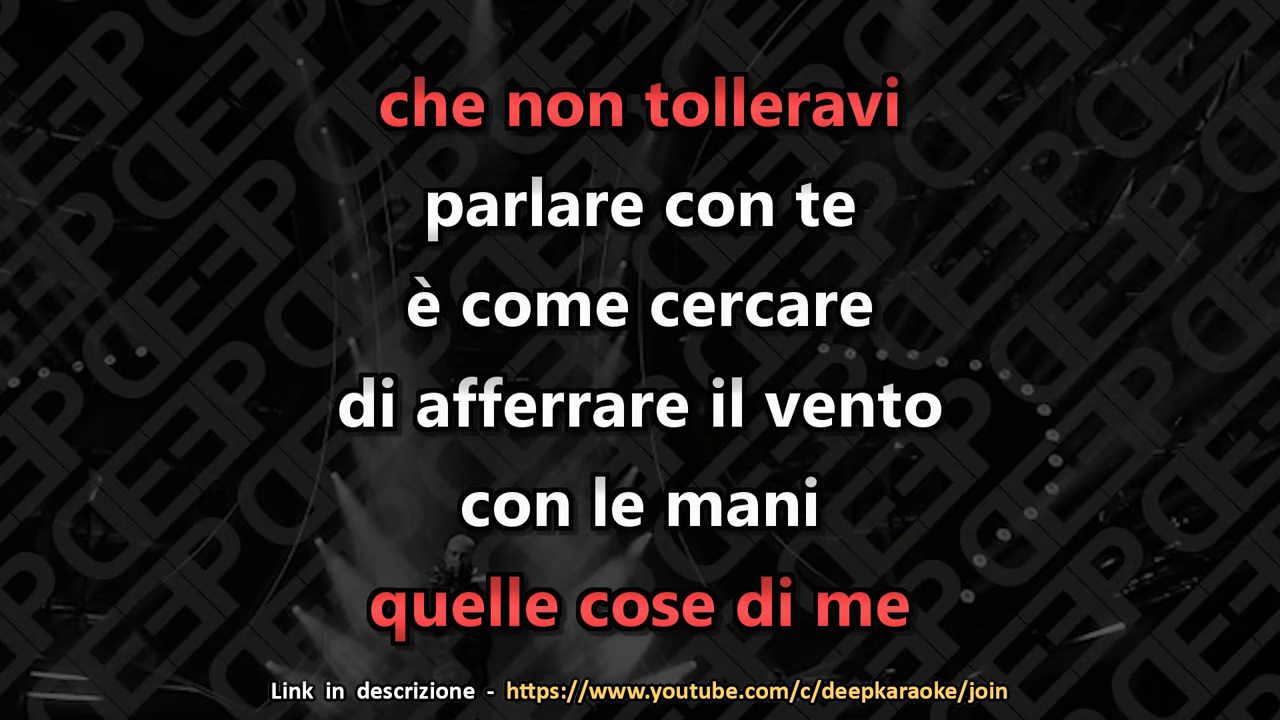 che non tolleravi
parlare con te
è come cercare
di afferrare il vento
con le mani
quelle cose di me
Link in descrizione - https://www.youtube.com/c/deepkaraoke/join